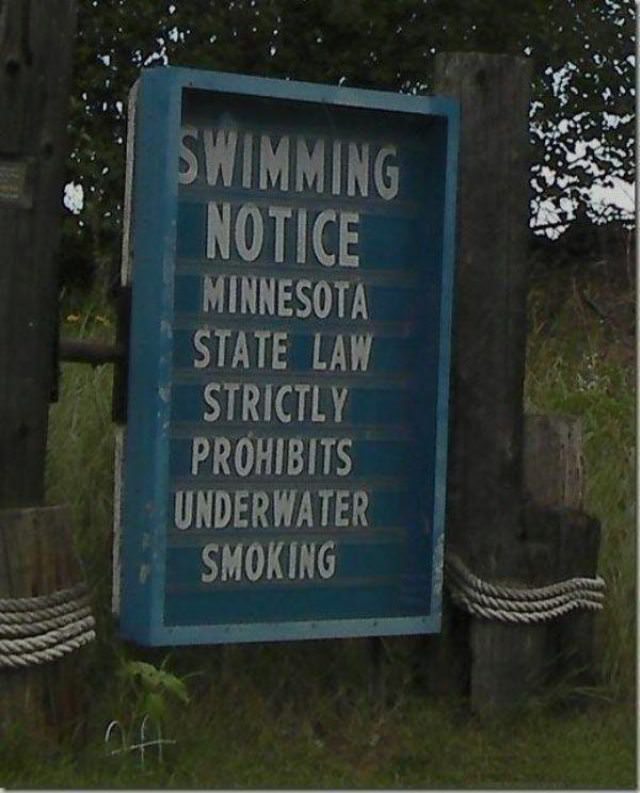 SWIMMING
NOTICE
MINNESOTA
STATE LAW
STRICTLY
PROHIBITS
UNDERWATER
SMOKING